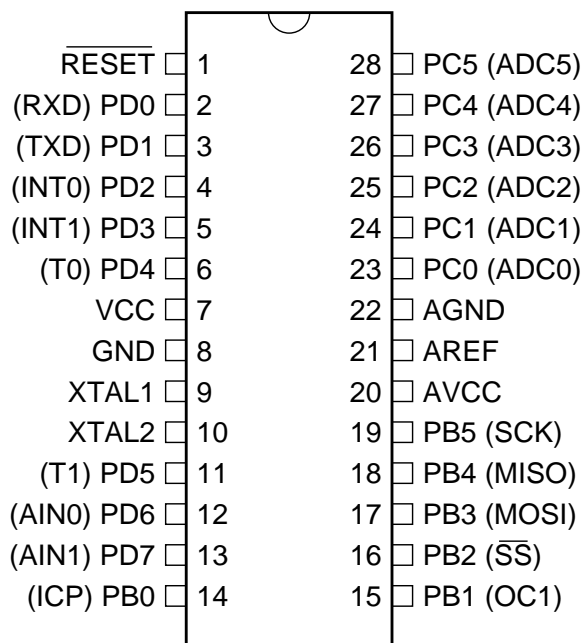 R̅E̅S̅E̅T̅ 1 28 PC5 (ADC5)
(RXD) PD0 2 27 PC4 (ADC4)
(TXD) PD1 3 26 PC3 (ADC3)
(INT0) PD2 4 25 PC2 (ADC2)
(INT1) PD3 5 24 PC1 (ADC1)
(T0) PD4 6 23 PC0 (ADC0)
VCC 7 22 AGND
GND 8 21 AREF
XTAL1 9 20 AVCC
XTAL2 10 19 PB5 (SCK)
(T1) PD5 11 18 PB4 (MISO)
(AIN0) PD6 12 17 PB3 (MOSI)
(AIN1) PD7 13 16 PB2 (S̅S̅)
(ICP) PB0 14 15 PB1 (OC1)